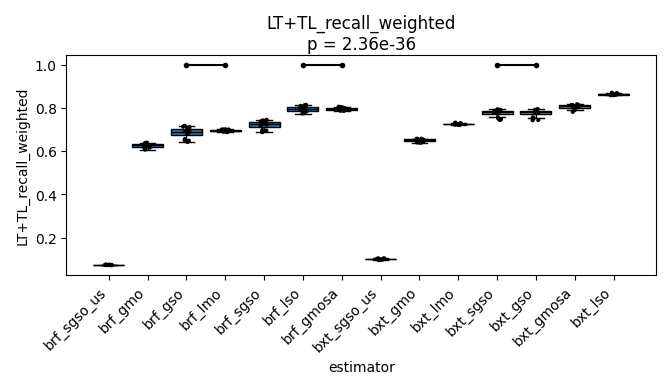 LT+TL_recall_weighted
p = 2.36e-36
LT+TL_recall_weighted
1.0
0.8
0.6
0.4
0.2
brf_sgso_us
brf_gmo
brf_gso
brf_lmo
brf_sgso
brf_lso
brf_gmosa
bxt_sgso_us
bxt_gmo
bxt_lmo
bxt_sgso
bxt_gso
bxt_gmosa
bxt_lso
estimator